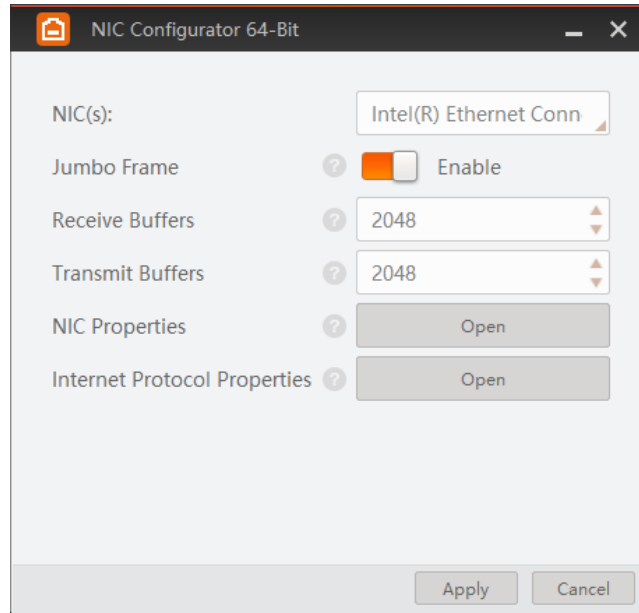 NIC Configurator 64-Bit
NIC(s): Intel(R) Ethernet Conn
Jumbo Frame ? Enable
Receive Buffers ? 2048
Transmit Buffers ? 2048
NIC Properties ? Open
Internet Protocol Properties ? Open
Apply Cancel